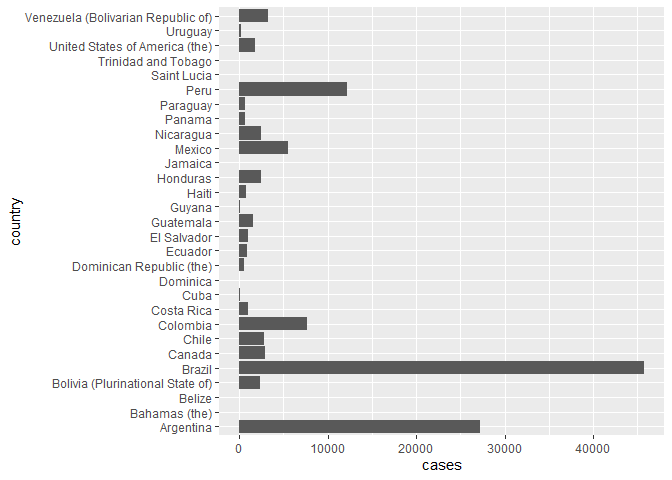 Venezuela (Bolivarian Republic of)
Uruguay
United States of America (the)
Trinidad and Tobago
Saint Lucia
Peru
Paraguay
Panama
Nicaragua
Mexico
Jamaica
Honduras
Haiti
Guyana
Guatemala
El Salvador
Ecuador
Dominican Republic (the)
Dominica
Cuba
Costa Rica
Colombia
Chile
Canada
Brazil
Bolivia (Plurinational State of)
Belize
Bahamas (the)
Argentina
country
0 10000 20000 30000 40000
cases